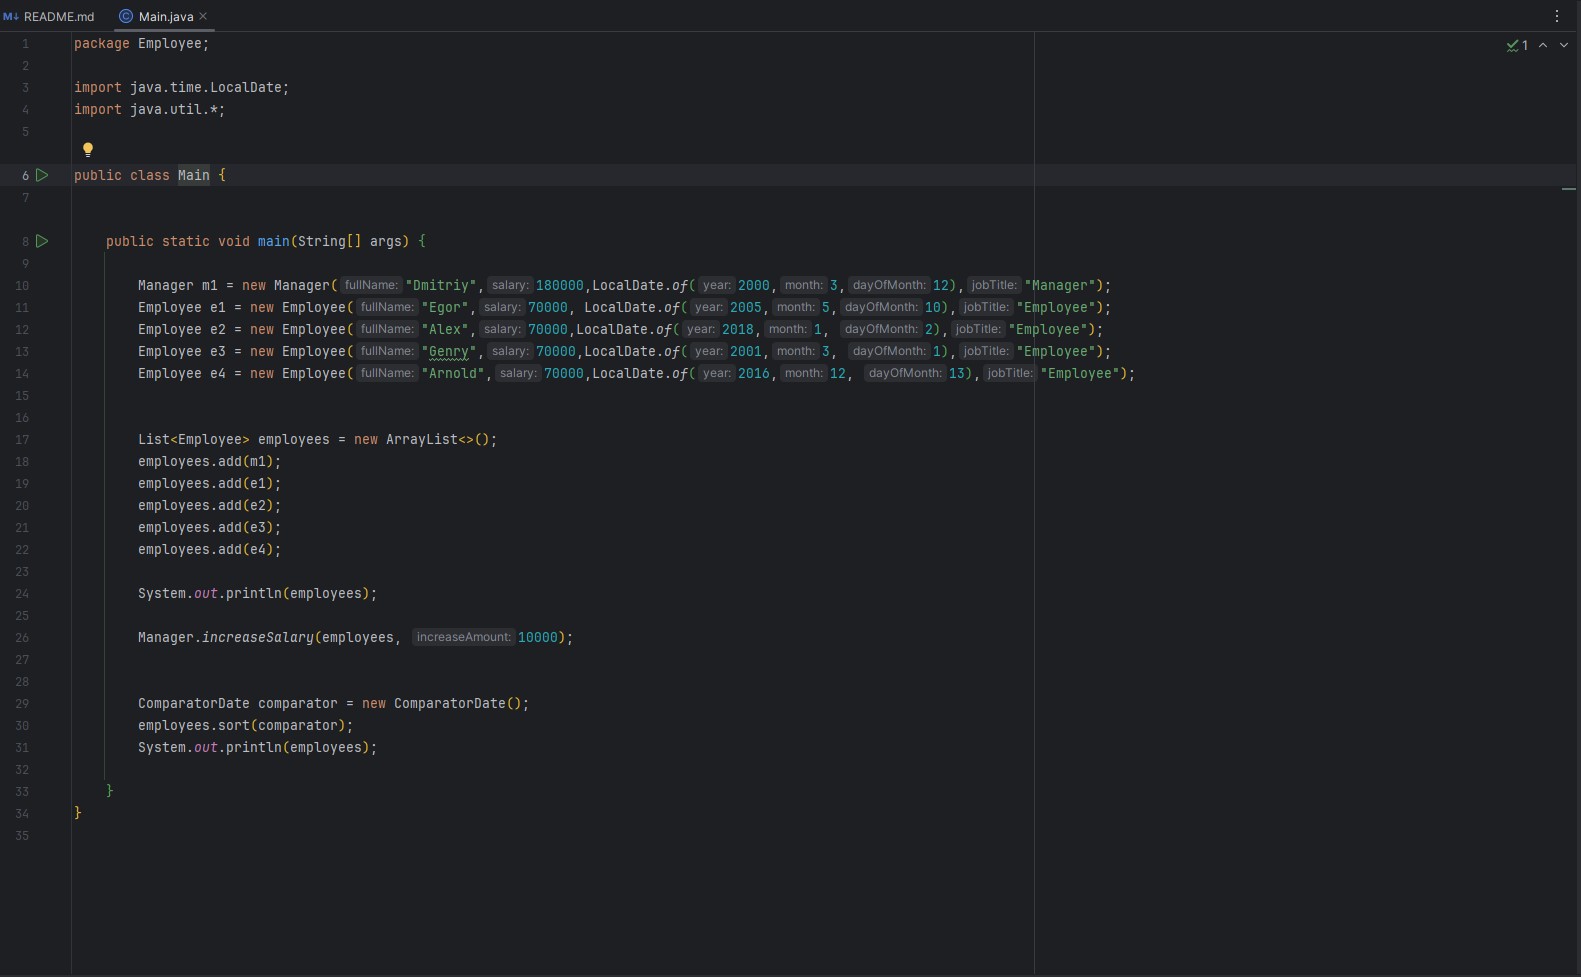 M↓ README.md Main.java
1 package Employee;
2
3 import java.time.LocalDate;
4 import java.util.*;
5
6 public class Main {
7
8 public static void main(String[] args) {
9
10 Manager m1 = new Manager( fullName: "Dmitriy", salary: 180000,LocalDate.of( year: 2000, month: 3, dayOfMonth: 12), jobTitle: "Manager");
11 Employee e1 = new Employee( fullName: "Egor", salary: 70000, LocalDate.of( year: 2005, month: 5, dayOfMonth: 10), jobTitle: "Employee");
12 Employee e2 = new Employee( fullName: "Alex", salary: 70000,LocalDate.of( year: 2018, month: 1, dayOfMonth: 2), jobTitle: "Employee");
13 Employee e3 = new Employee( fullName: "Genry", salary: 70000,LocalDate.of( year: 2001, month: 3, dayOfMonth: 1), jobTitle: "Employee");
14 Employee e4 = new Employee( fullName: "Arnold", salary: 70000,LocalDate.of( year: 2016, month: 12, dayOfMonth: 13), jobTitle: "Employee");
15
16
17 List<Employee> employees = new ArrayList<>();
18 employees.add(m1);
19 employees.add(e1);
20 employees.add(e2);
21 employees.add(e3);
22 employees.add(e4);
23
24 System.out.println(employees);
25
26 Manager.increaseSalary(employees, increaseAmount: 10000);
27
28
29 ComparatorDate comparator = new ComparatorDate();
30 employees.sort(comparator);
31 System.out.println(employees);
32
33 }
34 }
35
1